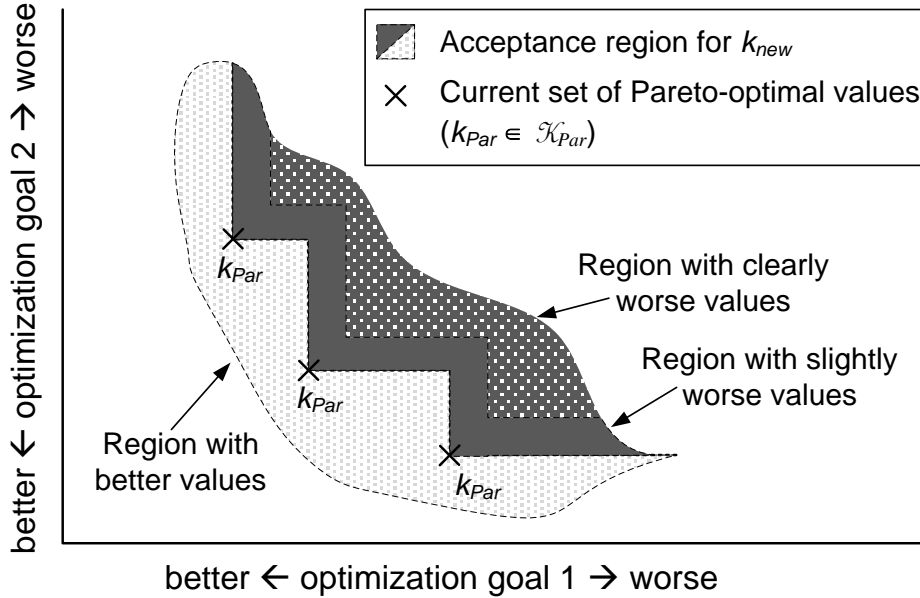 Acceptance region for k_new
Current set of Pareto-optimal values
(k_Par ∈ 𝒦_Par)
better ← optimization goal 2 → worse
k_Par
Region with clearly
worse values
Region with slightly
worse values
k_Par
Region with
better values
k_Par
better ← optimization goal 1 → worse